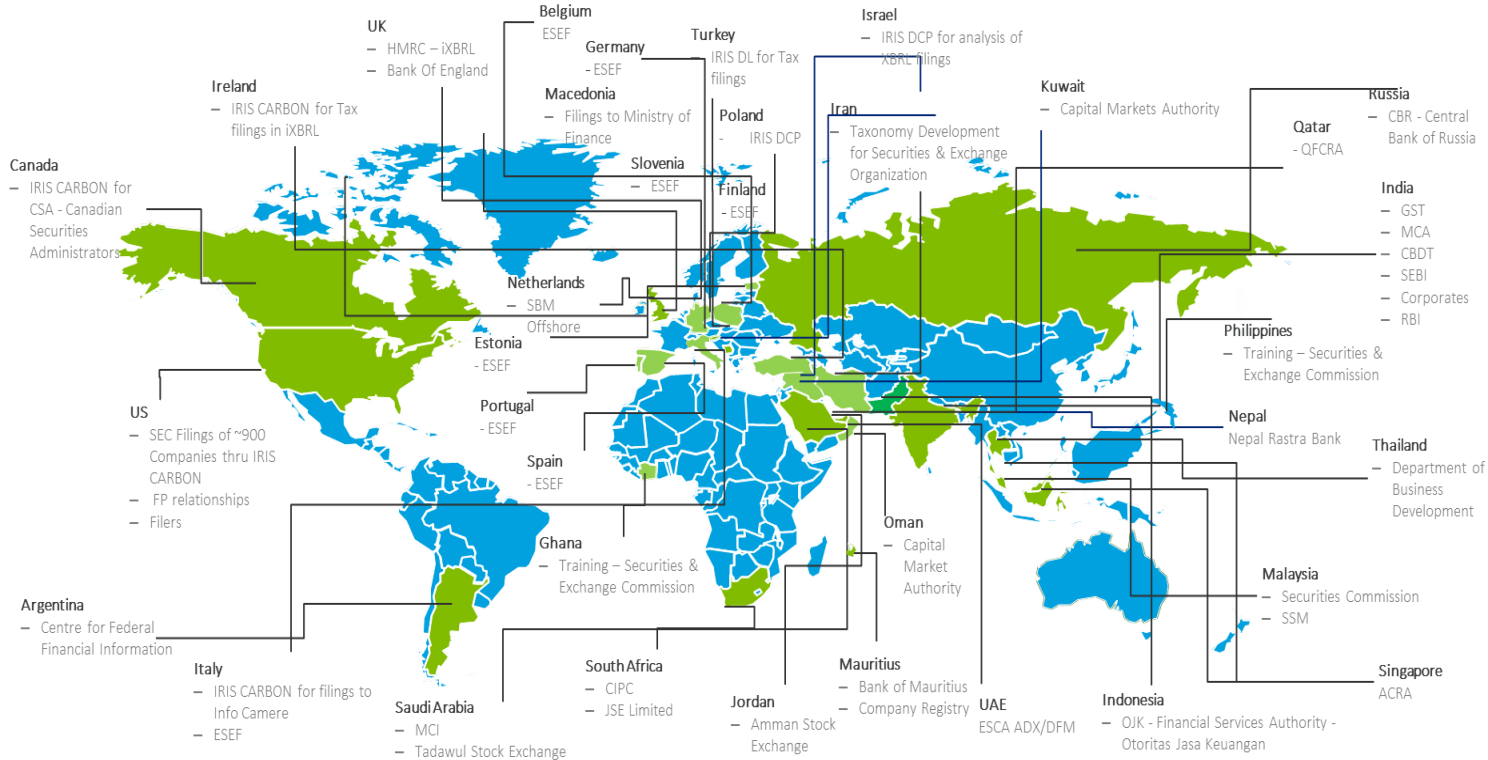 Belgium
ESEF
UK
– HMRC – iXBRL
– Bank Of England
Germany
- ESEF
Turkey
– IRIS DL for Tax
filings
Israel
– IRIS DCP for analysis of
XBRL filings
Ireland
– IRIS CARBON for Tax
filings in iXBRL
Macedonia
– Filings to Ministry of
Finance
Poland
- IRIS DCP
Iran
– Taxonomy Development
for Securities & Exchange
Organization
Kuwait
– Capital Markets Authority
Russia
– CBR - Central
Bank of Russia
Qatar
- QFCRA
Canada
– IRIS CARBON for
CSA - Canadian
Securities
Administrators
Slovenia
– ESEF
Finland
- ESEF
India
– GST
– MCA
– CBDT
– SEBI
– Corporates
– RBI
Netherlands
– SBM
Offshore
Estonia
- ESEF
Philippines
– Training – Securities &
Exchange Commission
Portugal
- ESEF
US
– SEC Filings of ~900
Companies thru IRIS
CARBON
– FP relationships
– Filers
Nepal
Nepal Rastra Bank
Spain
- ESEF
Thailand
– Department of
Business
Development
Ghana
– Training – Securities &
Exchange Commission
Oman
– Capital
Market
Authority
Malaysia
– Securities Commission
– SSM
Argentina
– Centre for Federal
Financial Information
Italy
– IRIS CARBON for filings to
Info Camere
– ESEF
Saudi Arabia
– MCI
– Tadawul Stock Exchange
South Africa
– CIPC
– JSE Limited
Jordan
– Amman Stock
Exchange
Mauritius
– Bank of Mauritius
– Company Registry
UAE
ESCA ADX/DFM
Indonesia
– OJK - Financial Services Authority -
Otoritas Jasa Keuangan
Singapore
ACRA